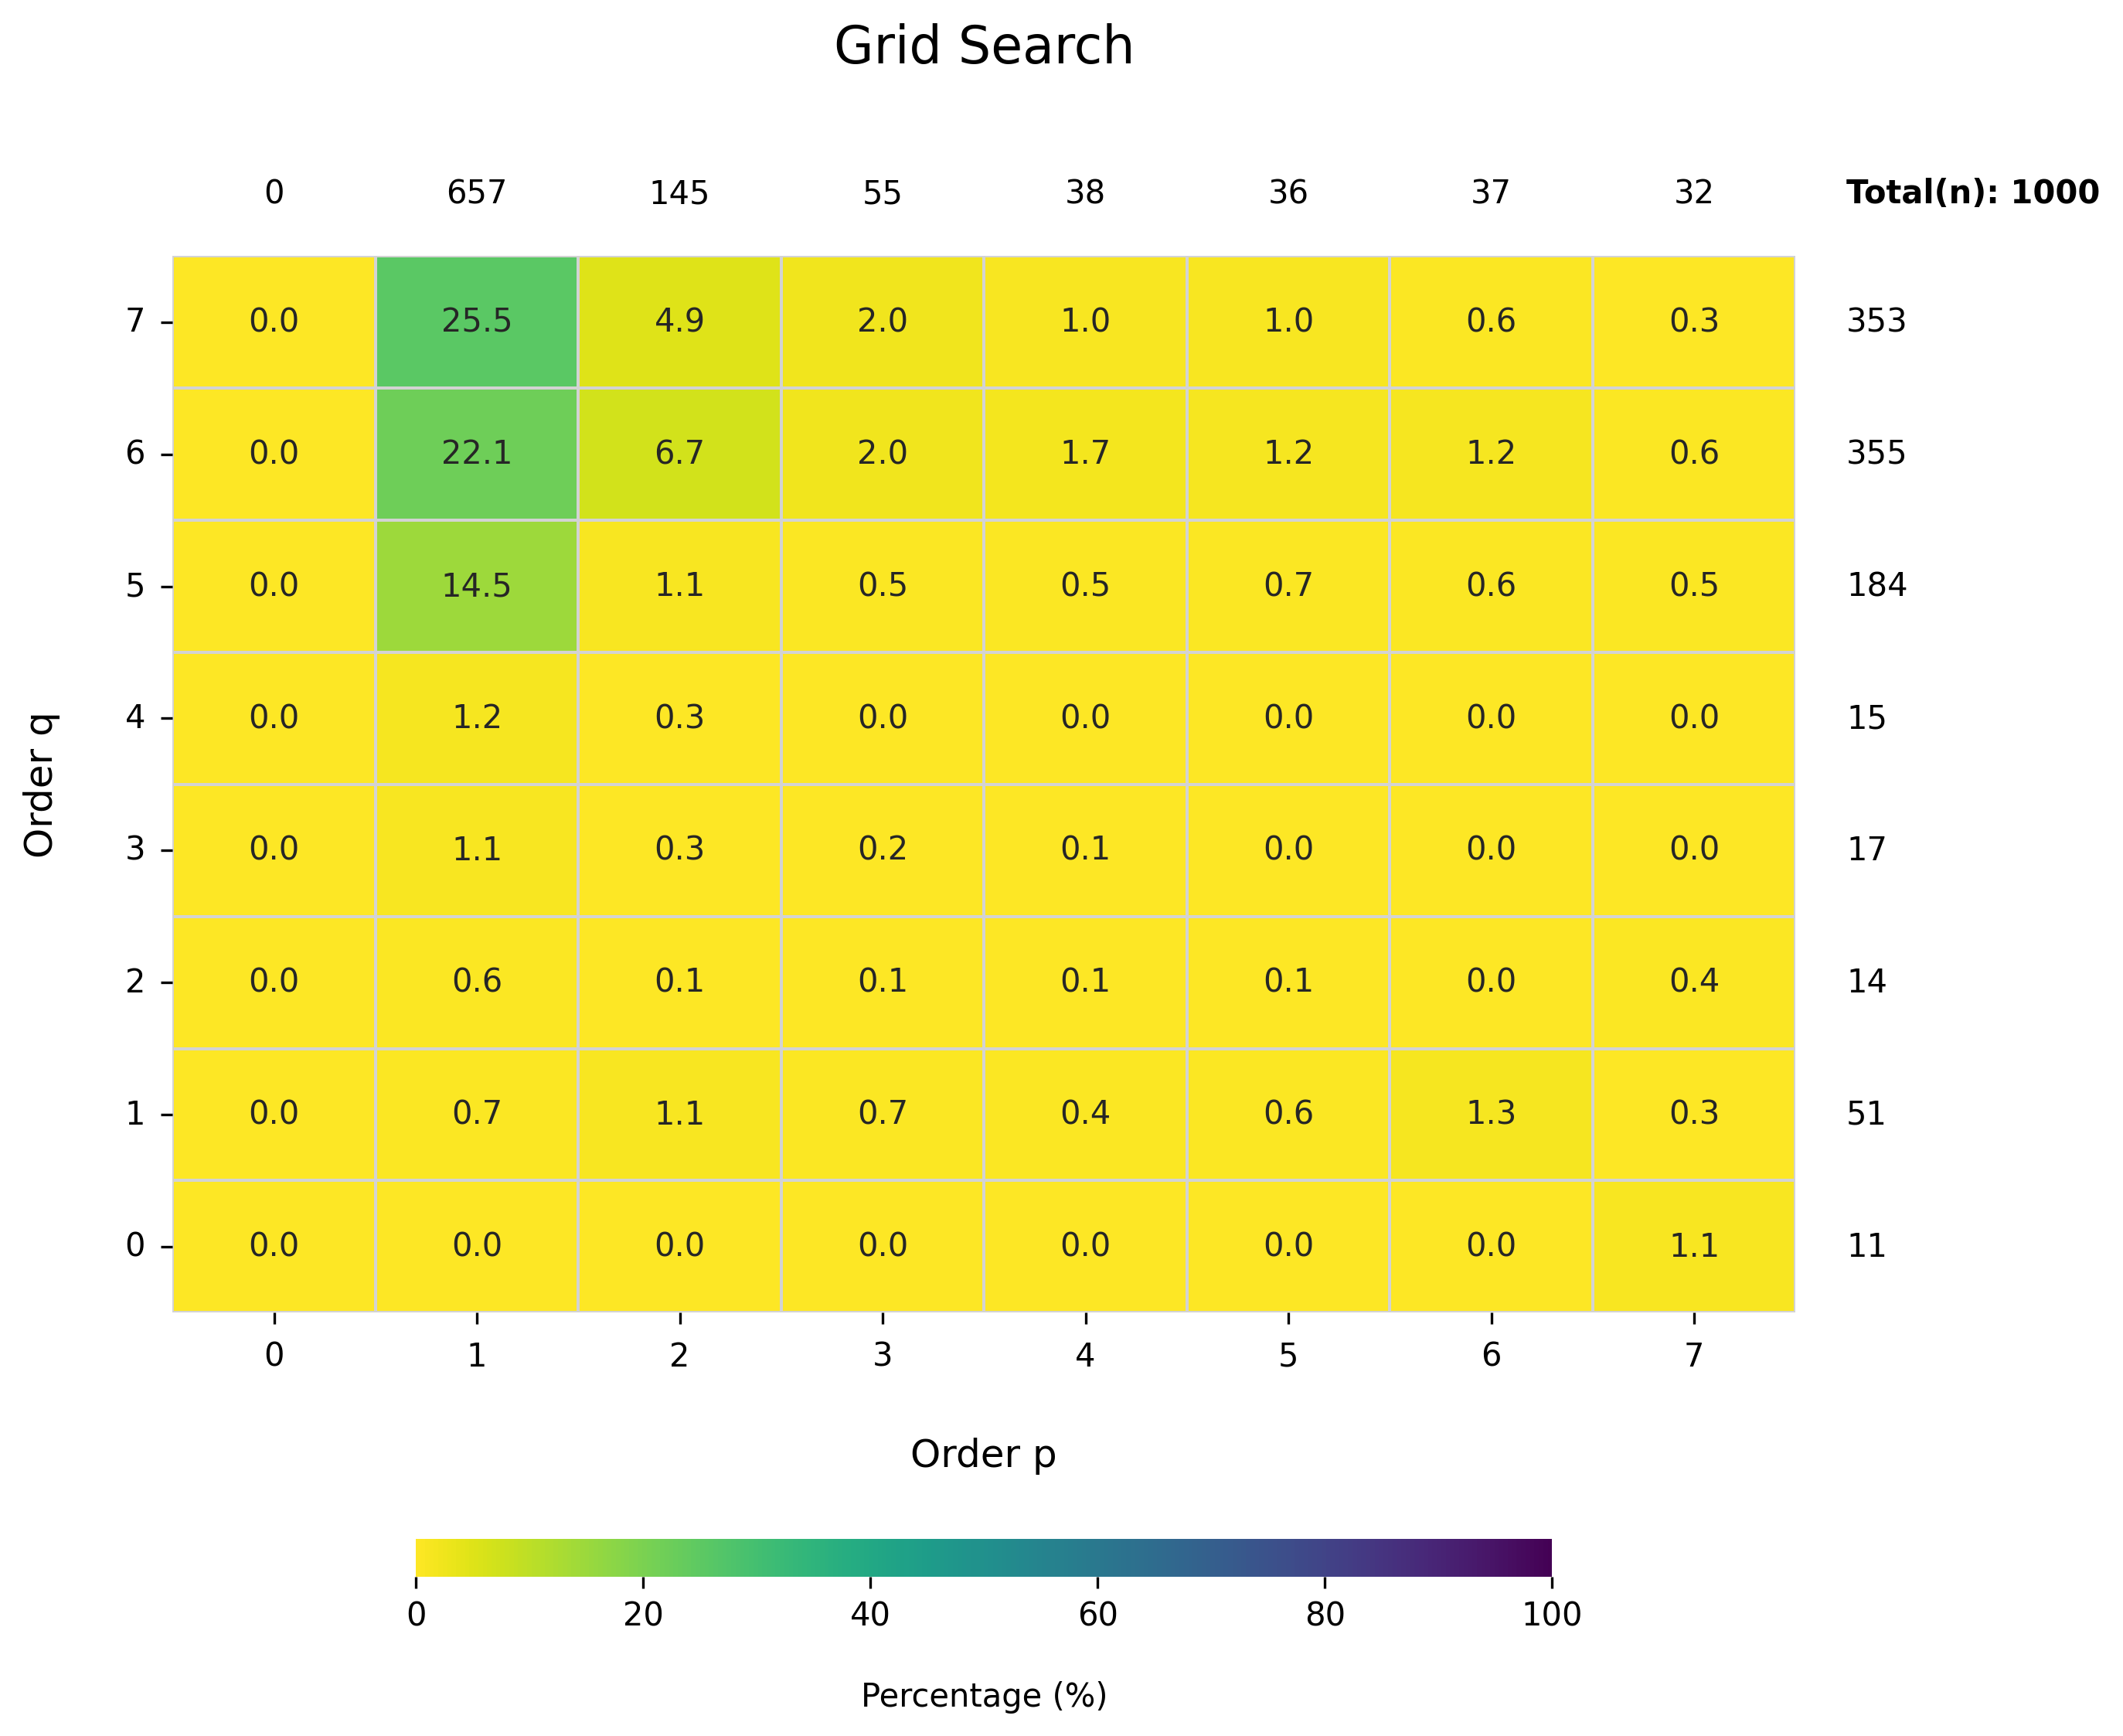 Grid Search
0 657 145 55 38 36 37 32 Total(n): 1000
7 0.0 25.5 4.9 2.0 1.0 1.0 0.6 0.3 353
6 0.0 22.1 6.7 2.0 1.7 1.2 1.2 0.6 355
5 0.0 14.5 1.1 0.5 0.5 0.7 0.6 0.5 184
4 0.0 1.2 0.3 0.0 0.0 0.0 0.0 0.0 15
3 0.0 1.1 0.3 0.2 0.1 0.0 0.0 0.0 17
2 0.0 0.6 0.1 0.1 0.1 0.1 0.0 0.4 14
1 0.0 0.7 1.1 0.7 0.4 0.6 1.3 0.3 51
0 0.0 0.0 0.0 0.0 0.0 0.0 0.0 1.1 11
Order q
0 1 2 3 4 5 6 7
Order p
0 20 40 60 80 100
Percentage (%)